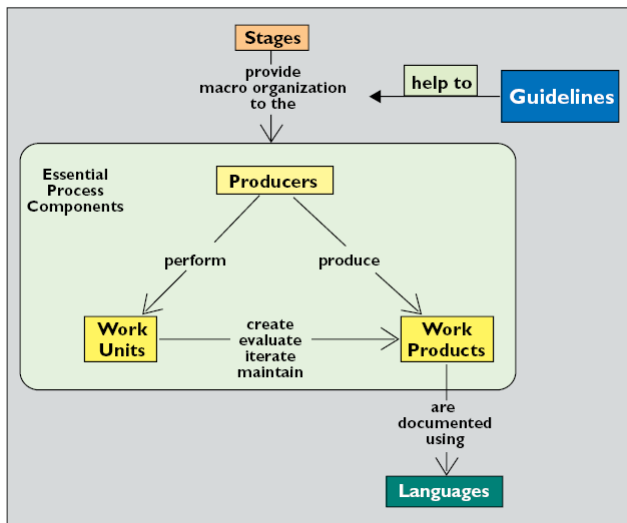 Stages
provide
macro organization
to the
help to
Guidelines
Essential
Process
Components
Producers
perform
produce
Work
Units
create
evaluate
iterate
maintain
Work
Products
are
documented
using
Languages